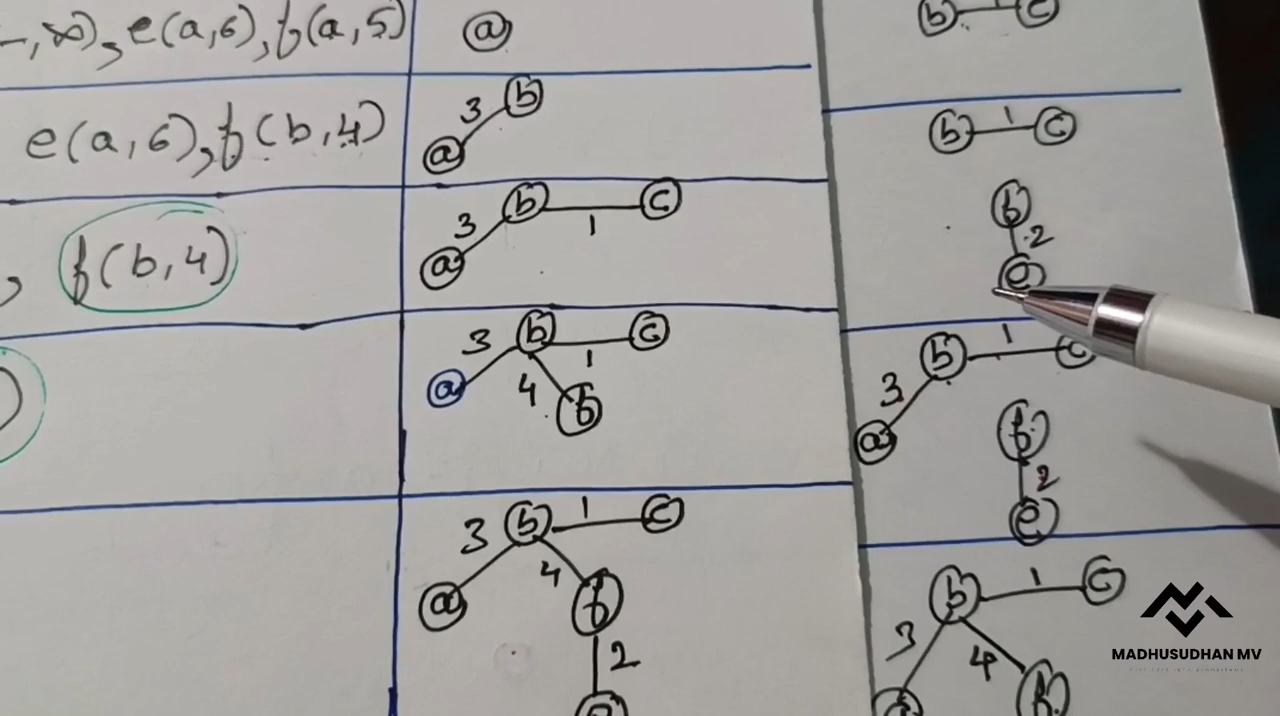 –,∞), e(a,6), f(a,5)
a
b 1 c
e(a,6), f(b,4)
3 b
a
b 1 c
, f(b,4)
b c
3 1
a
f
2
e
)
3 b 1 c
a 4 f
b 1 c
3
a f
2
e
3 b 1 c
a 4 f
2
e
b 1 c
3 4
a f
MADHUSUDHAN MV